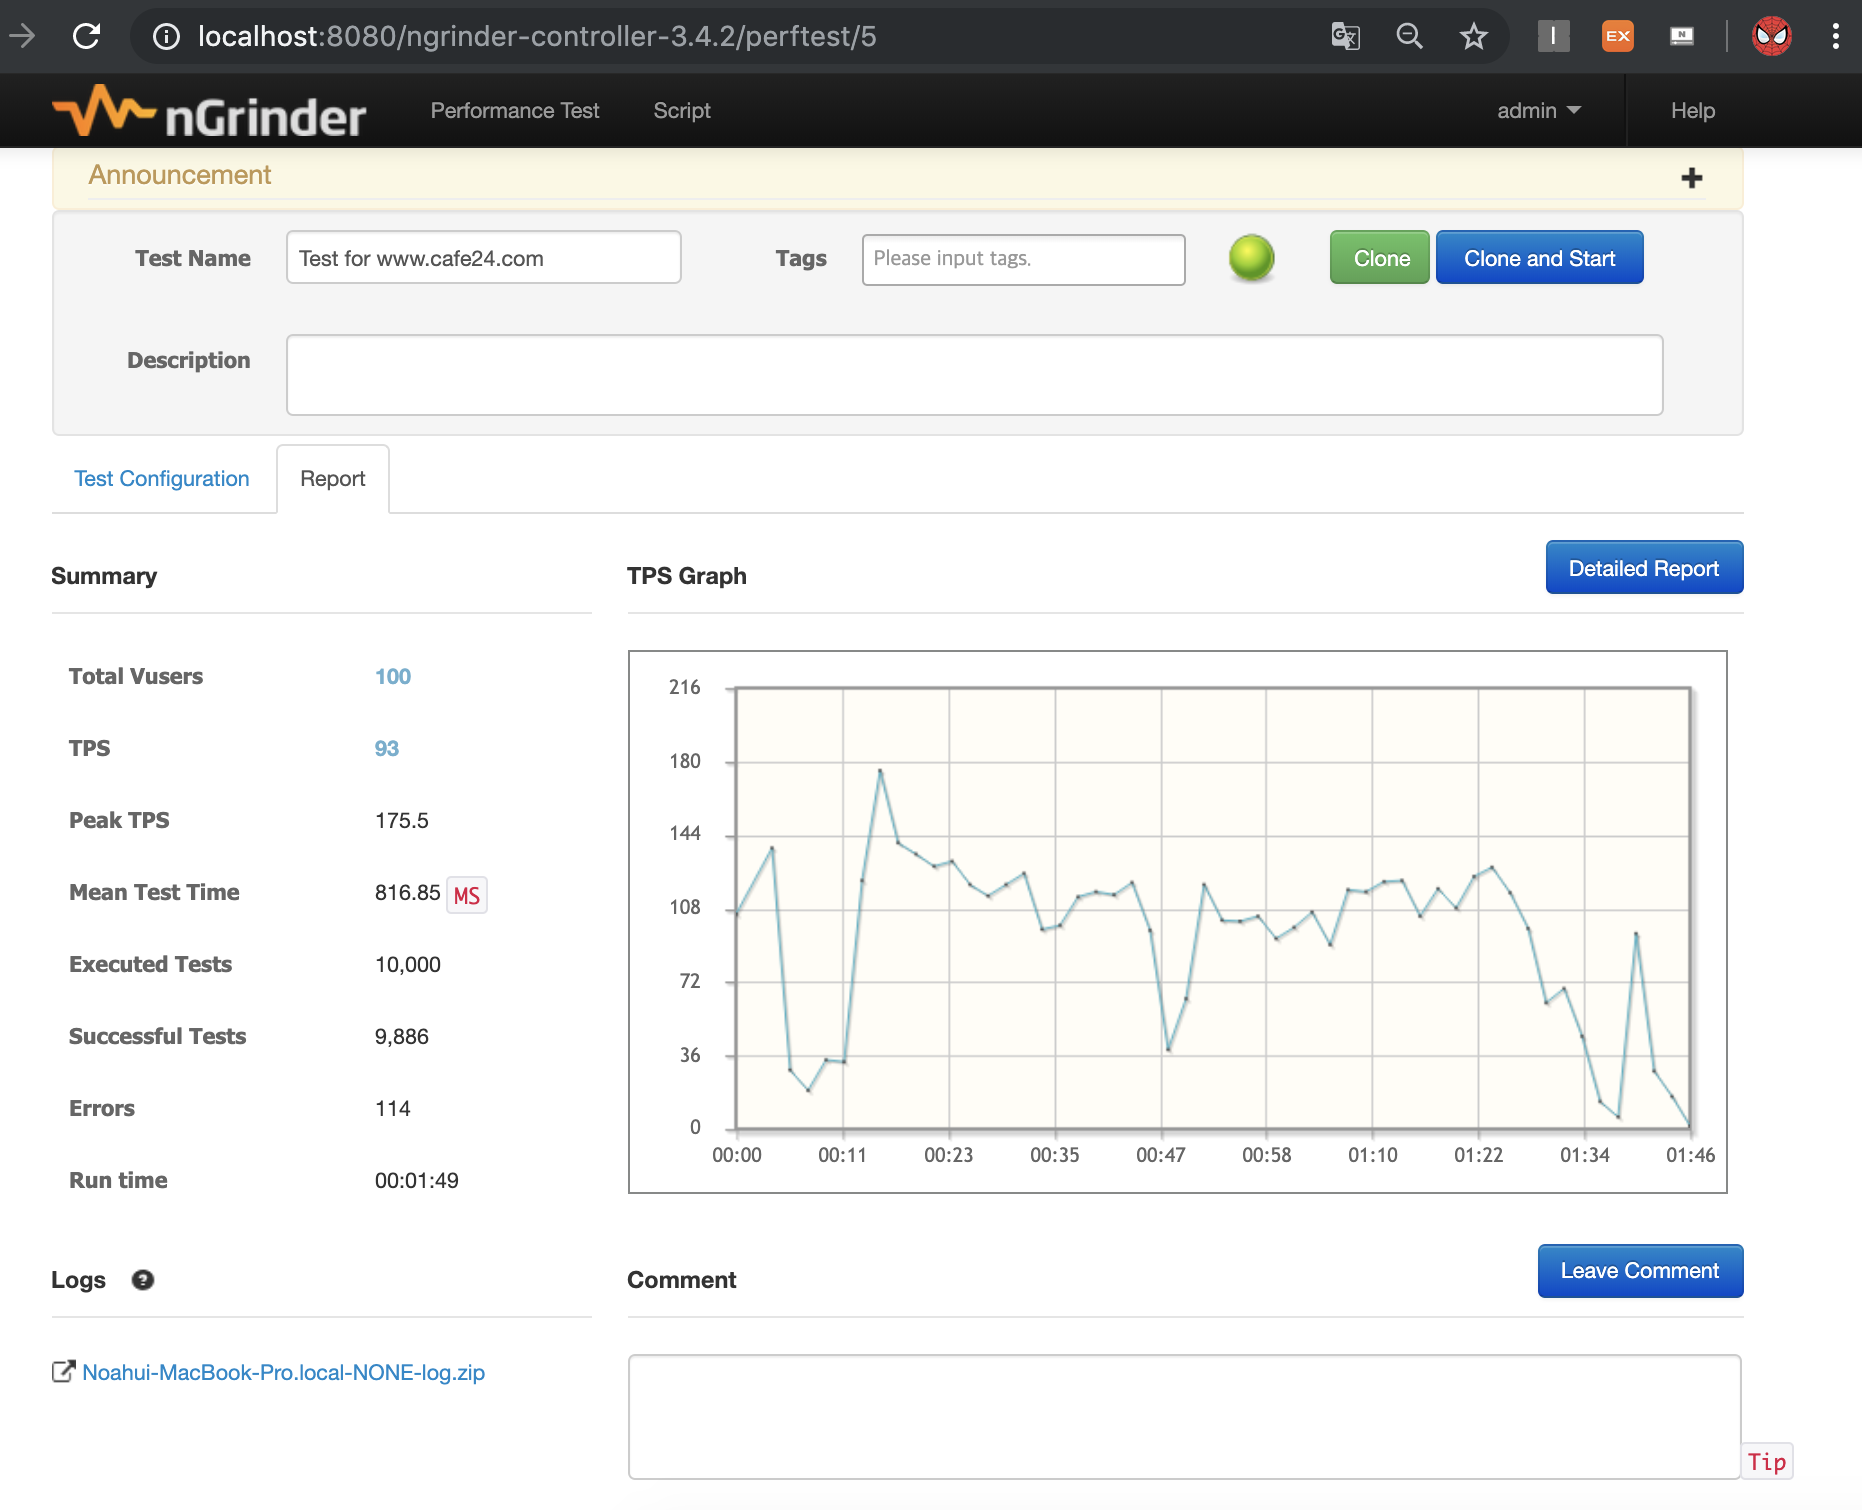 localhost:8080/ngrinder-controller-3.4.2/perftest/5
EX
N
nGrinder Performance Test Script admin Help
Announcement
Test Name Test for www.cafe24.com Tags Please input tags. Clone Clone and Start
Description
Test Configuration Report
Summary
Total Vusers 100
TPS 93
Peak TPS 175.5
Mean Test Time 816.85 MS
Executed Tests 10,000
Successful Tests 9,886
Errors 114
Run time 00:01:49
TPS Graph Detailed Report
216
180
144
108
72
36
0
00:00 00:11 00:23 00:35 00:47 00:58 01:10 01:22 01:34 01:46
Logs ?
Noahui-MacBook-Pro.local-NONE-log.zip
Comment Leave Comment
Tip